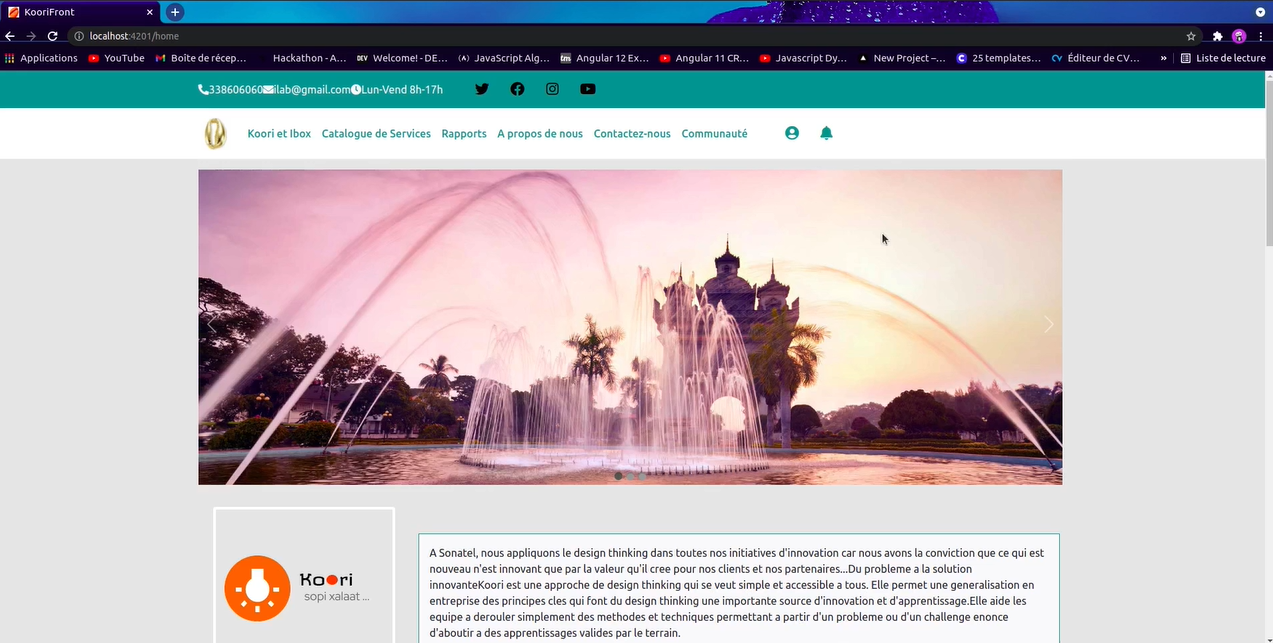 KooriFront
localhost:4201/home
Applications YouTube Boîte de récep... Hackathon - A... DEV Welcome! - DE... (A) JavaScript Alg... tm Angular 12 Ex... Angular 11 CR... Javascript Dy... New Project –... C 25 templates... CV Éditeur de CV... » Liste de lecture
338606060 ilab@gmail.com Lun-Vend 8h-17h
Koori et Ibox Catalogue de Services Rapports A propos de nous Contactez-nous Communauté
Koori
sopi xalaat ...
A Sonatel, nous appliquons le design thinking dans toutes nos initiatives d'innovation car nous avons la conviction que ce qui est
nouveau n'est innovant que par la valeur qu'il cree pour nos clients et nos partenaires...Du probleme a la solution
innovanteKoori est une approche de design thinking qui se veut simple et accessible a tous. Elle permet une generalisation en
entreprise des principes cles qui font du design thinking une importante source d'innovation et d'apprentissage.Elle aide les
equipe a derouler simplement des methodes et techniques permettant a partir d'un probleme ou d'un challenge enonce
d'aboutir a des apprentissages valides par le terrain.